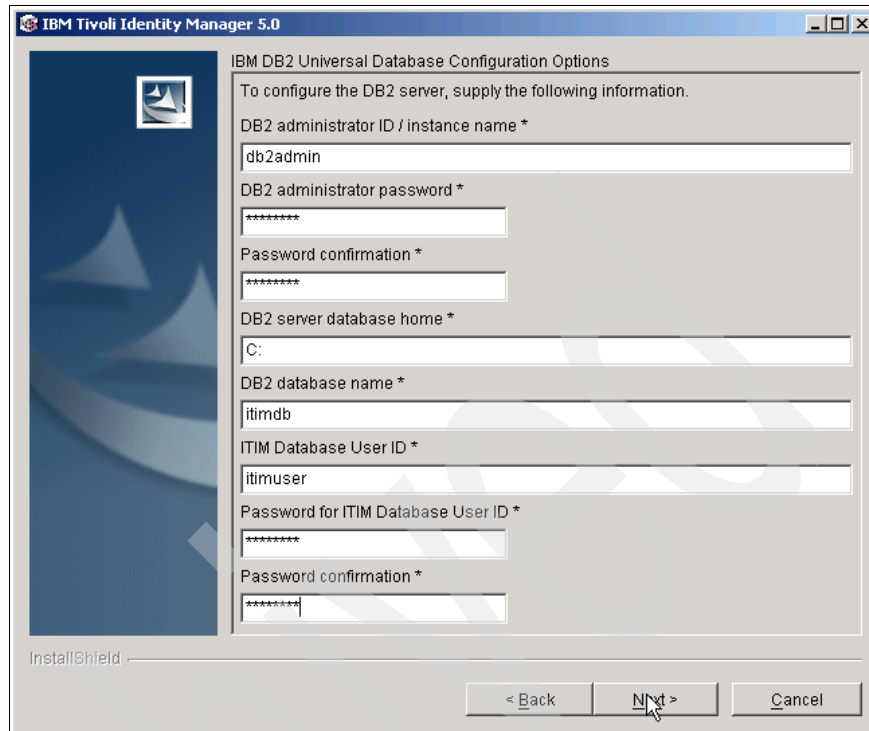 IBM Tivoli Identity Manager 5.0
IBM DB2 Universal Database Configuration Options
To configure the DB2 server, supply the following information.
DB2 administrator ID / instance name *
db2admin
DB2 administrator password *
********
Password confirmation *
********
DB2 server database home *
C:
DB2 database name *
itimdb
ITIM Database User ID *
itimuser
Password for ITIM Database User ID *
********
Password confirmation *
********
InstallShield
< Back Next > Cancel